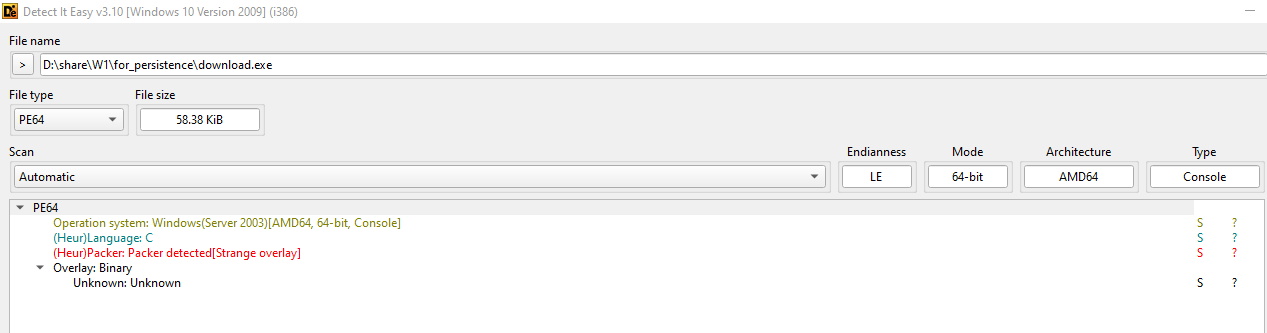 Detect It Easy v3.10 [Windows 10 Version 2009] (i386)
File name
> D:\share\W1\for_persistence\download.exe
File type File size
PE64 58.38 KiB
Scan Endianness Mode Architecture Type
Automatic LE 64-bit AMD64 Console
PE64
Operation system: Windows(Server 2003)[AMD64, 64-bit, Console] S ?
(Heur)Language: C S ?
(Heur)Packer: Packer detected[Strange overlay] S ?
Overlay: Binary
Unknown: Unknown S ?